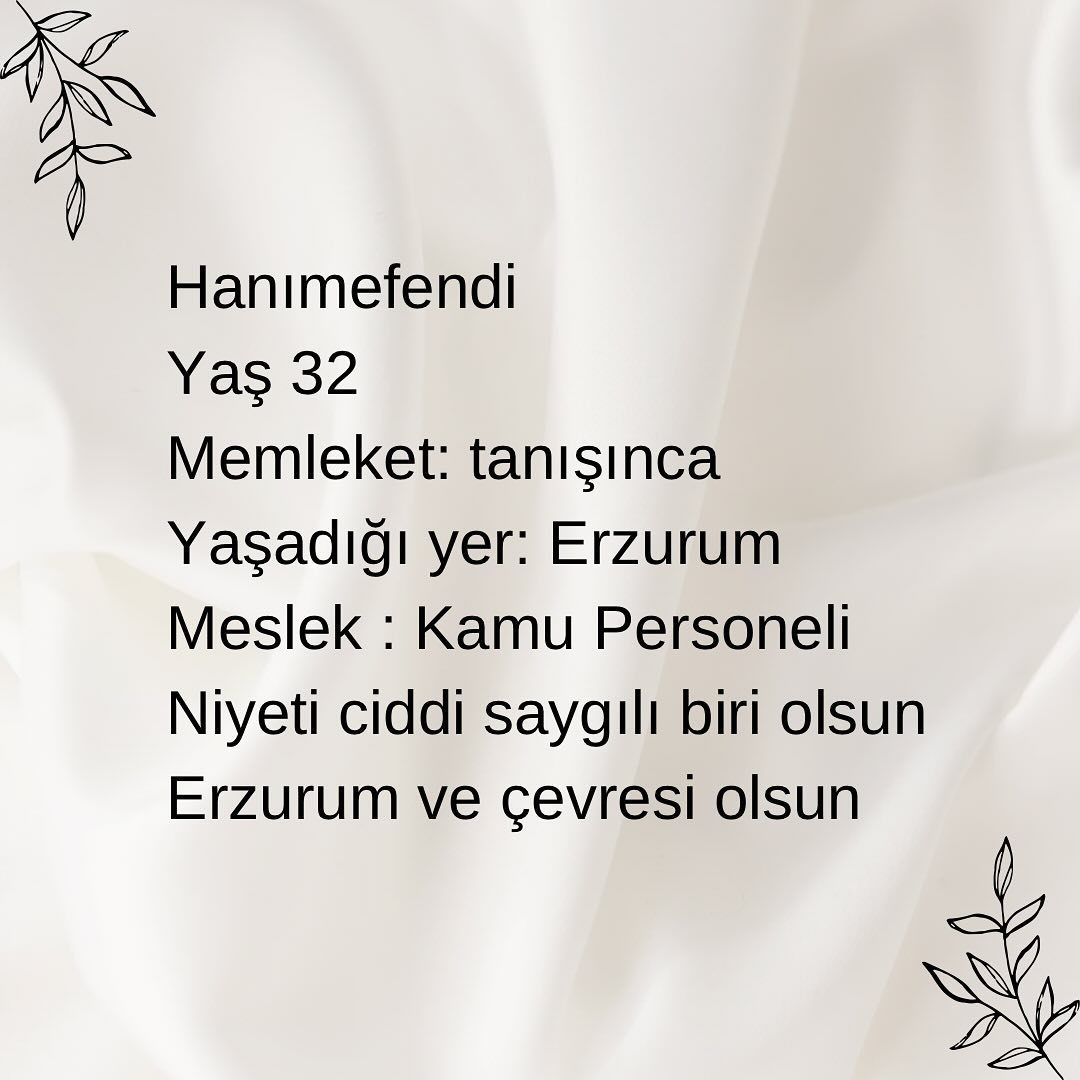 Hanımefendi
Yaş 32
Memleket: tanışınca
Yaşadığı yer: Erzurum
Meslek : Kamu Personeli
Niyeti ciddi saygılı biri olsun
Erzurum ve çevresi olsun